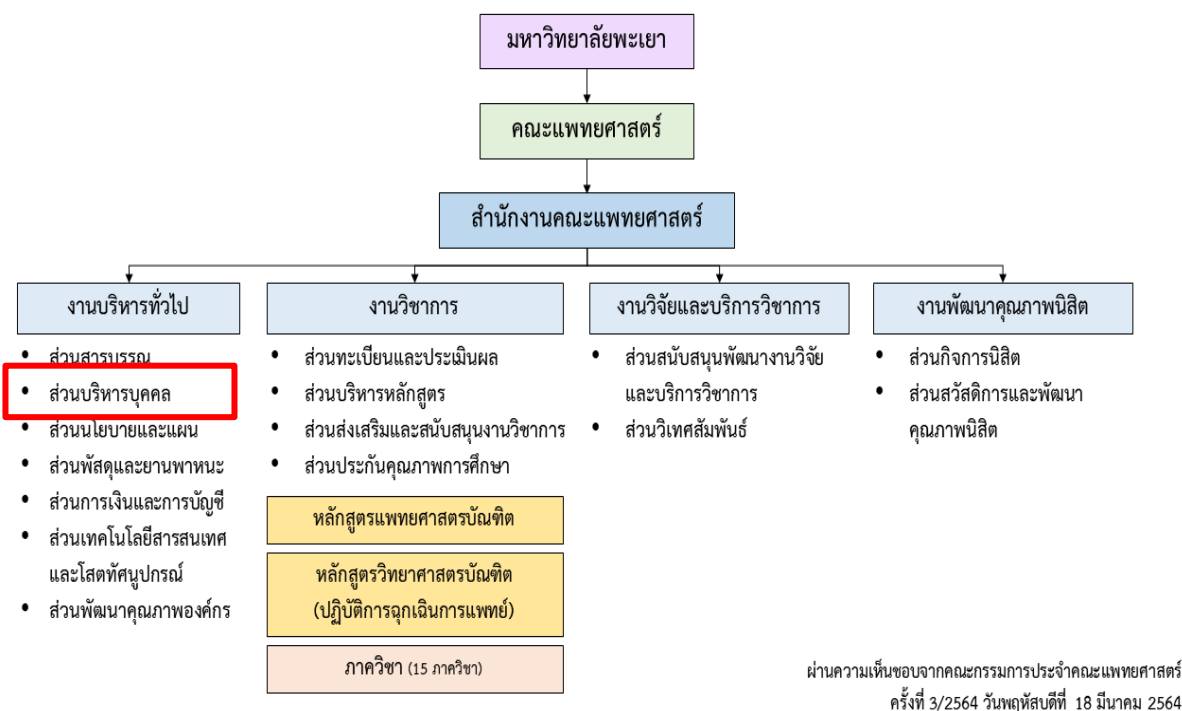 มหาวิทยาลัยพะเยา
คณะแพทยศาสตร์
สำนักงานคณะแพทยศาสตร์
งานบริหารทั่วไป
• ส่วนสารบรรณ
• ส่วนบริหารบุคคล
• ส่วนนโยบายและแผน
• ส่วนพัสดุและยานพาหนะ
• ส่วนการเงินและการบัญชี
• ส่วนเทคโนโลยีสารสนเทศ
และโสตทัศนูปกรณ์
• ส่วนพัฒนาคุณภาพองค์กร
งานวิชาการ
• ส่วนทะเบียนและประเมินผล
• ส่วนบริหารหลักสูตร
• ส่วนส่งเสริมและสนับสนุนงานวิชาการ
• ส่วนประกันคุณภาพการศึกษา
หลักสูตรแพทยศาสตรบัณฑิต
หลักสูตรวิทยาศาสตรบัณฑิต
(ปฏิบัติการฉุกเฉินการแพทย์)
ภาควิชา (15 ภาควิชา)
งานวิจัยและบริการวิชาการ
• ส่วนสนับสนุนพัฒนางานวิจัย
และบริการวิชาการ
• ส่วนวิเทศสัมพันธ์
งานพัฒนาคุณภาพนิสิต
• ส่วนกิจการนิสิต
• ส่วนสวัสดิการและพัฒนา
คุณภาพนิสิต
ผ่านความเห็นชอบจากคณะกรรมการประจำคณะแพทยศาสตร์
ครั้งที่ 3/2564 วันพฤหัสบดีที่ 18 มีนาคม 2564